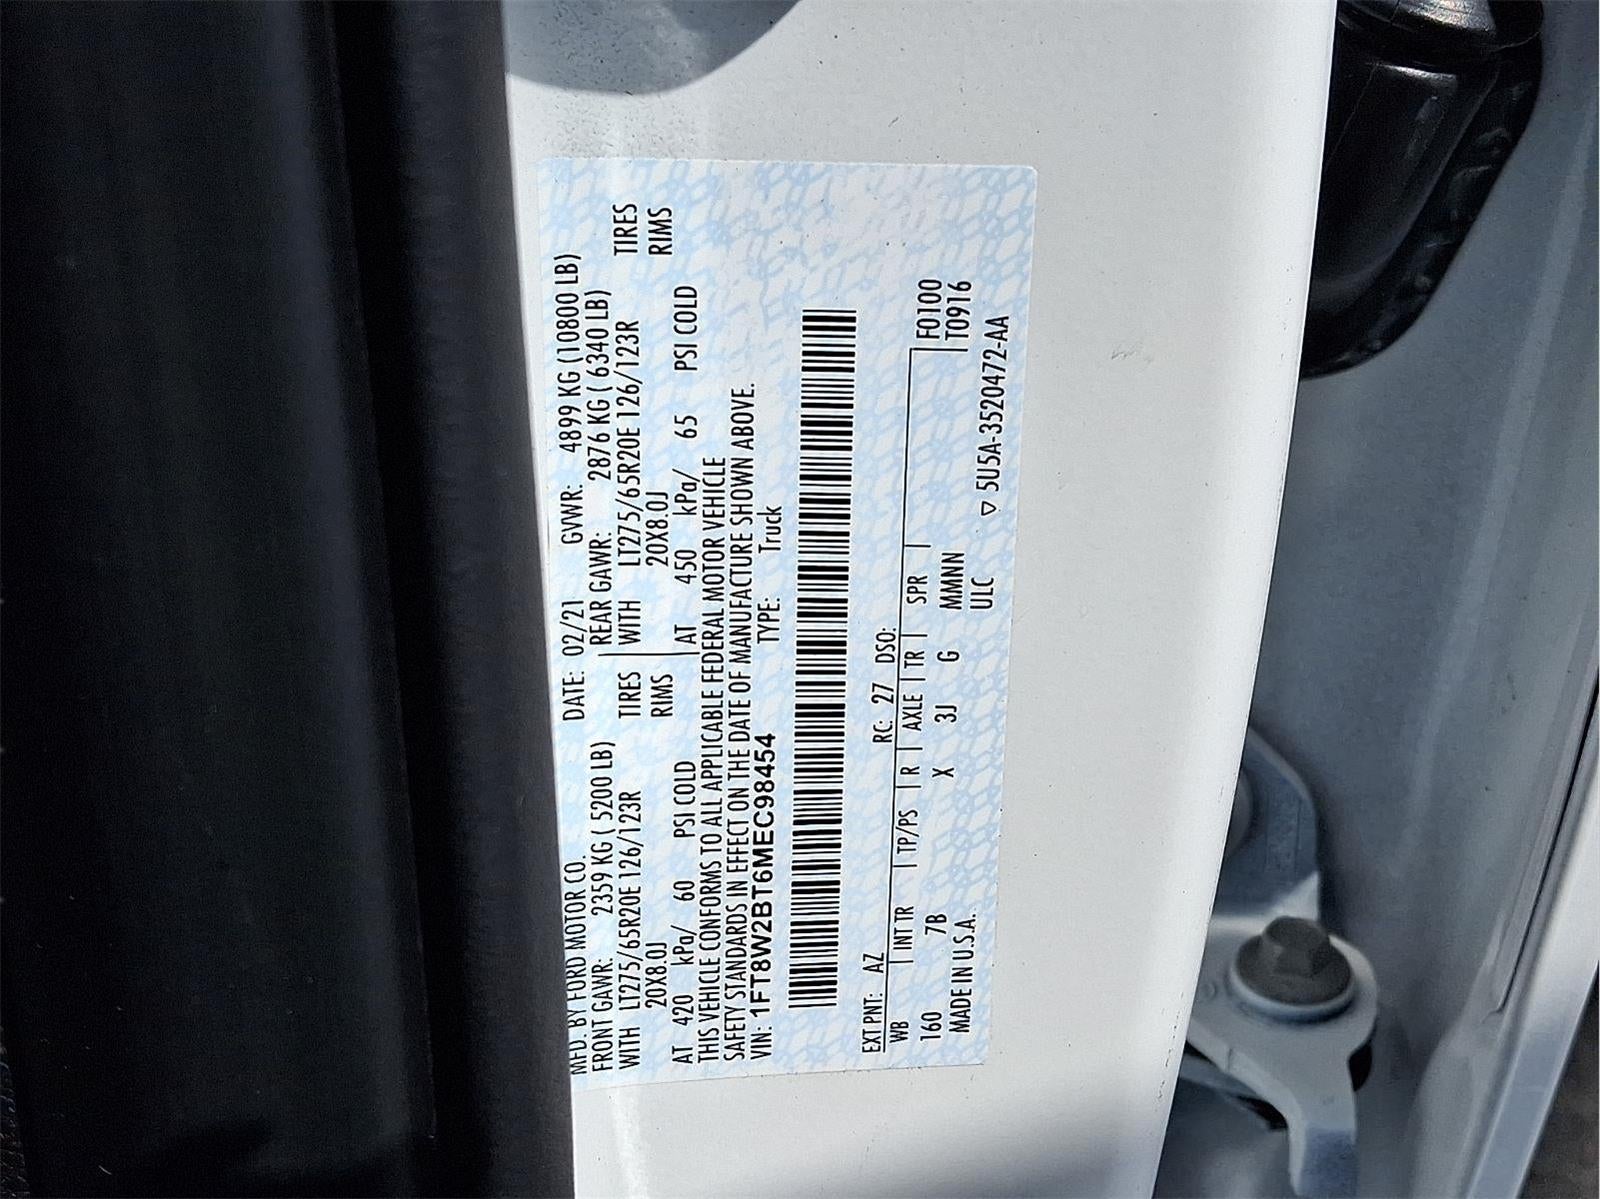 MFD. BY FORD MOTOR CO. DATE: 02/21 GVWR: 4899 KG (10800 LB)
FRONT GAWR: 2359 KG ( 5200 LB) REAR GAWR: 2876 KG ( 6340 LB)
WITH LT275/65R20E 126/123R TIRES WITH LT275/65R20E 126/123R TIRES
20X8.0J RIMS 20X8.0J RIMS
AT 420 kPa/ 60 PSI COLD AT 450 kPa/ 65 PSI COLD
THIS VEHICLE CONFORMS TO ALL APPLICABLE FEDERAL MOTOR VEHICLE
SAFETY STANDARDS IN EFFECT ON THE DATE OF MANUFACTURE SHOWN ABOVE.
VIN: 1FT8W2BT6MEC98454 TYPE: Truck
EXT PNT: AZ RC: 27 DSO:
WB | INT TR | TP/PS | R | AXLE | TR | SPR | F0100
160 7B X 3J G MMNN T0916
MADE IN U.S.A. ULC ▽ 5U5A-3520472-AA